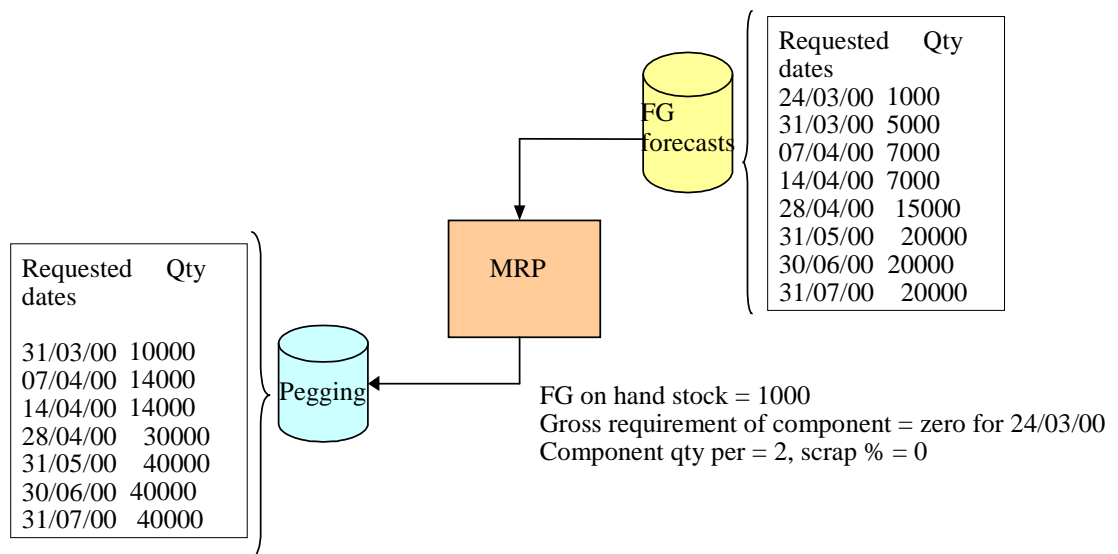 Requested Qty
dates
24/03/00 1000
31/03/00 5000
07/04/00 7000
14/04/00 7000
28/04/00 15000
31/05/00 20000
30/06/00 20000
31/07/00 20000
FG
forecasts
MRP
Requested Qty
dates
31/03/00 10000
07/04/00 14000
14/04/00 14000
28/04/00 30000
31/05/00 40000
30/06/00 40000
31/07/00 40000
Pegging
FG on hand stock = 1000
Gross requirement of component = zero for 24/03/00
Component qty per = 2, scrap % = 0